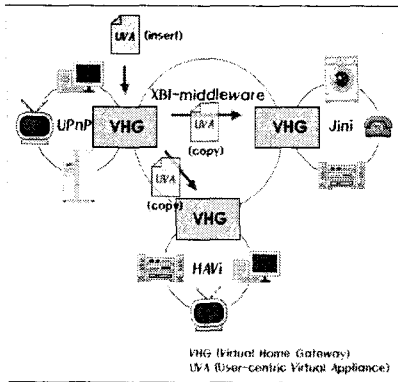 UVA (insert)
XBI-middleware
UPnP
VHG
UVA
(copy)
VHG
Jini
UVA
(copy)
VHG
HAVi
VHG (Virtual Home Gateway)
UVA (User-centric Virtual Appliance)